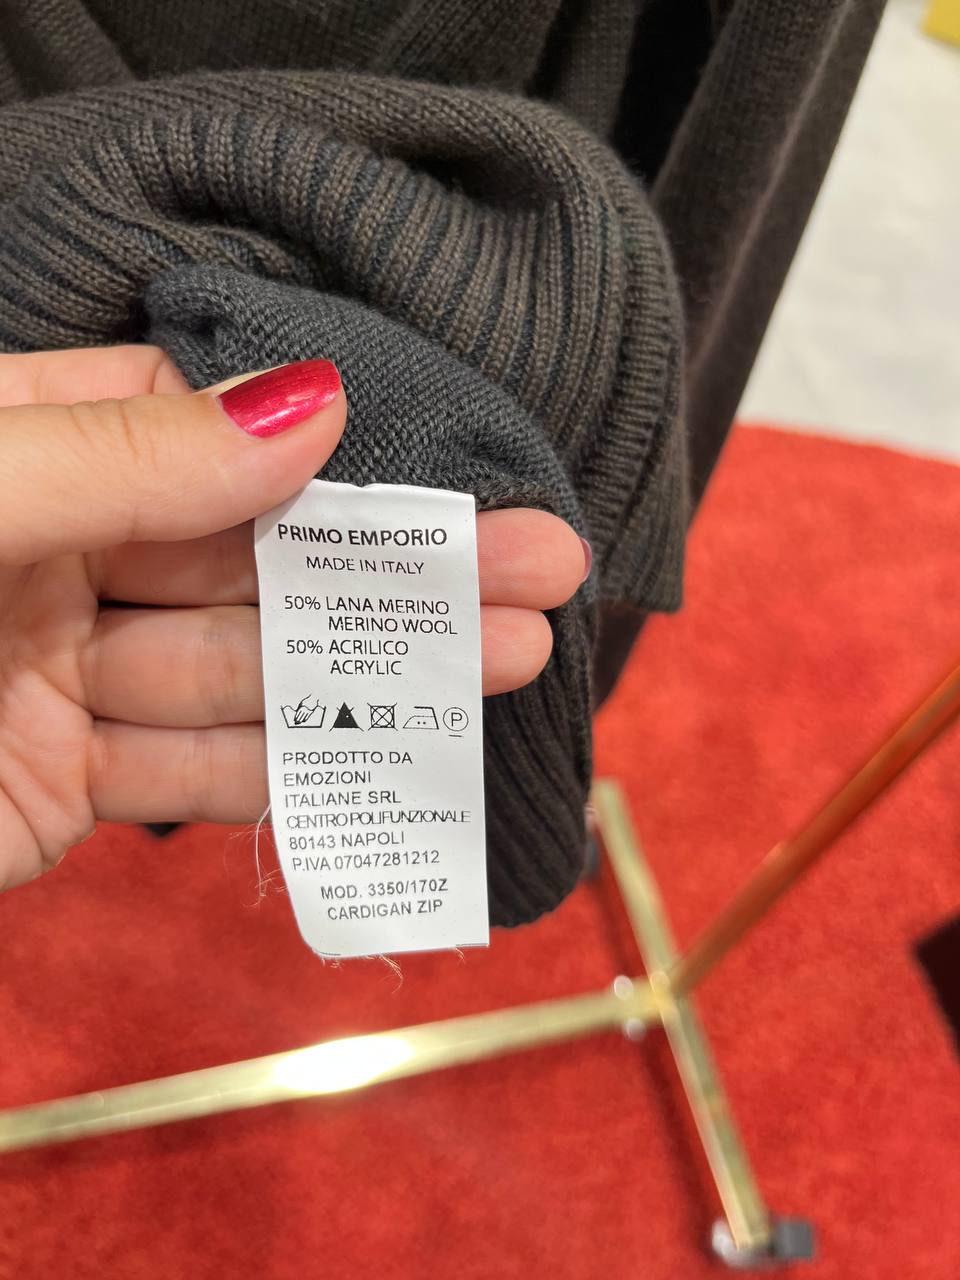 PRIMO EMPORIO
MADE IN ITALY
50% LANA MERINO
MERINO WOOL
50% ACRILICO
ACRYLIC
P
PRODOTTO DA
EMOZIONI
ITALIANE SRL
CENTRO POLIFUNZIONALE
80143 NAPOLI
P.IVA 07047281212
MOD. 3350/170Z
CARDIGAN ZIP